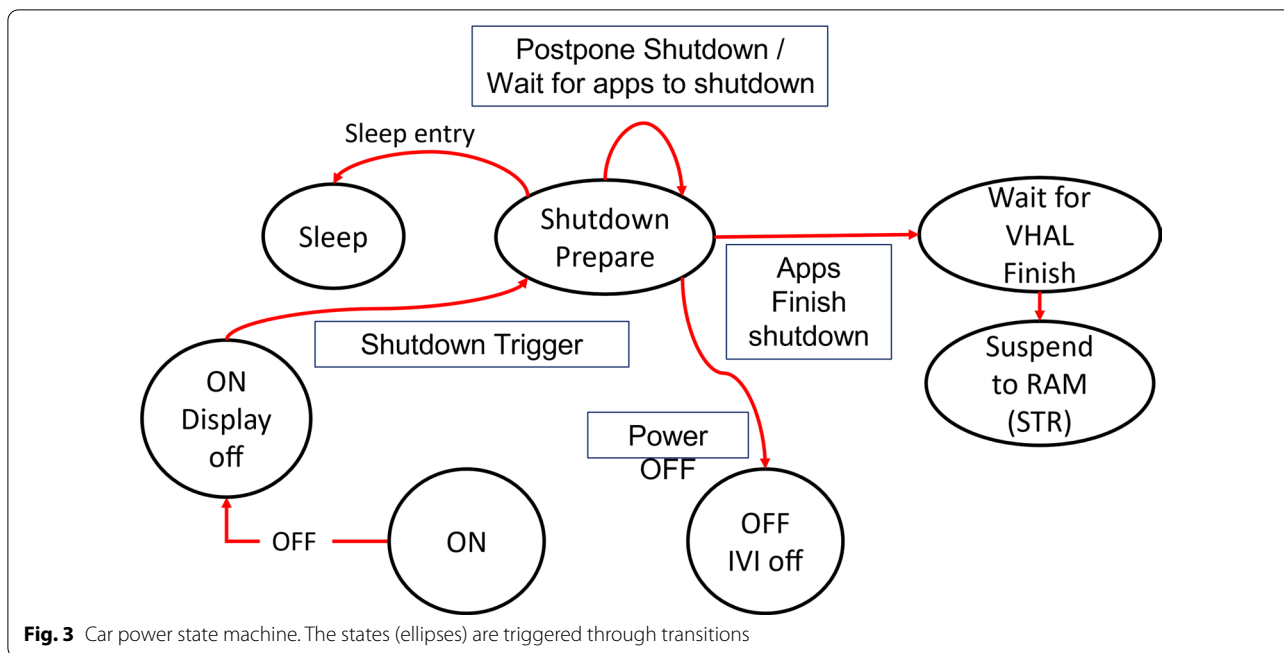 Postpone Shutdown /
Wait for apps to shutdown
Sleep entry
Sleep
Shutdown
Prepare
Wait for
VHAL
Finish
Apps
Finish
shutdown
Shutdown Trigger
Suspend
to RAM
(STR)
ON
Display
off
Power
OFF
OFF
ON
OFF
IVI off
Fig. 3 Car power state machine. The states (ellipses) are triggered through transitions